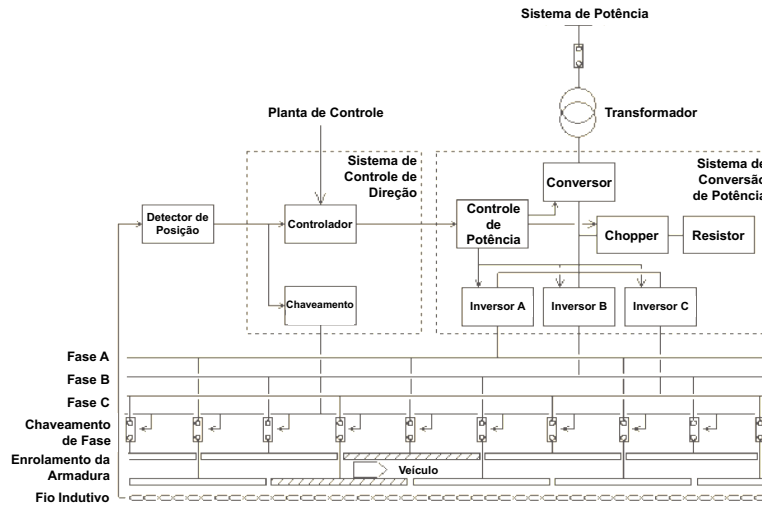 Sistema de Potência
Transformador
Planta de Controle
Sistema de
Controle de
Direção
Sistema de
Conversão
de Potência
Conversor
Detector de
Posição
Controlador
Controle
de
Potência
Chopper
Resistor
Chaveamento
Inversor A
Inversor B
Inversor C
Fase A
Fase B
Fase C
Chaveamento
de Fase
Enrolamento da
Armadura
Veículo
Fio Indutivo